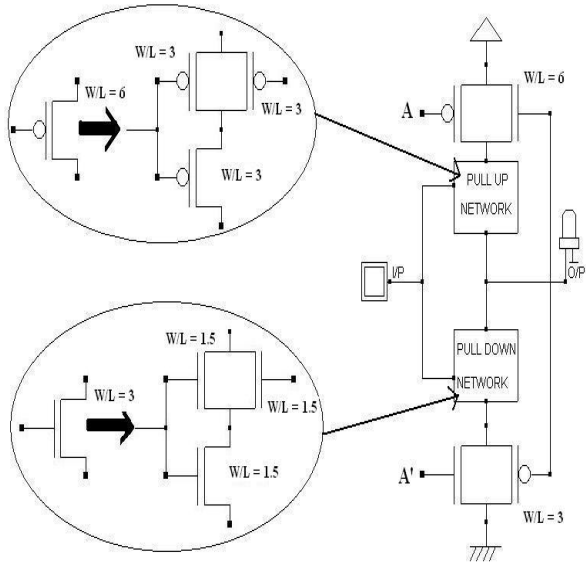 W/L = 3
W/L = 6
W/L = 3
W/L = 3
W/L = 6
A
PULL UP
NETWORK
I/P
O/P
W/L = 1.5
W/L = 3
W/L = 1.5
W/L = 1.5
PULL DOWN
NETWORK
A'
W/L = 3